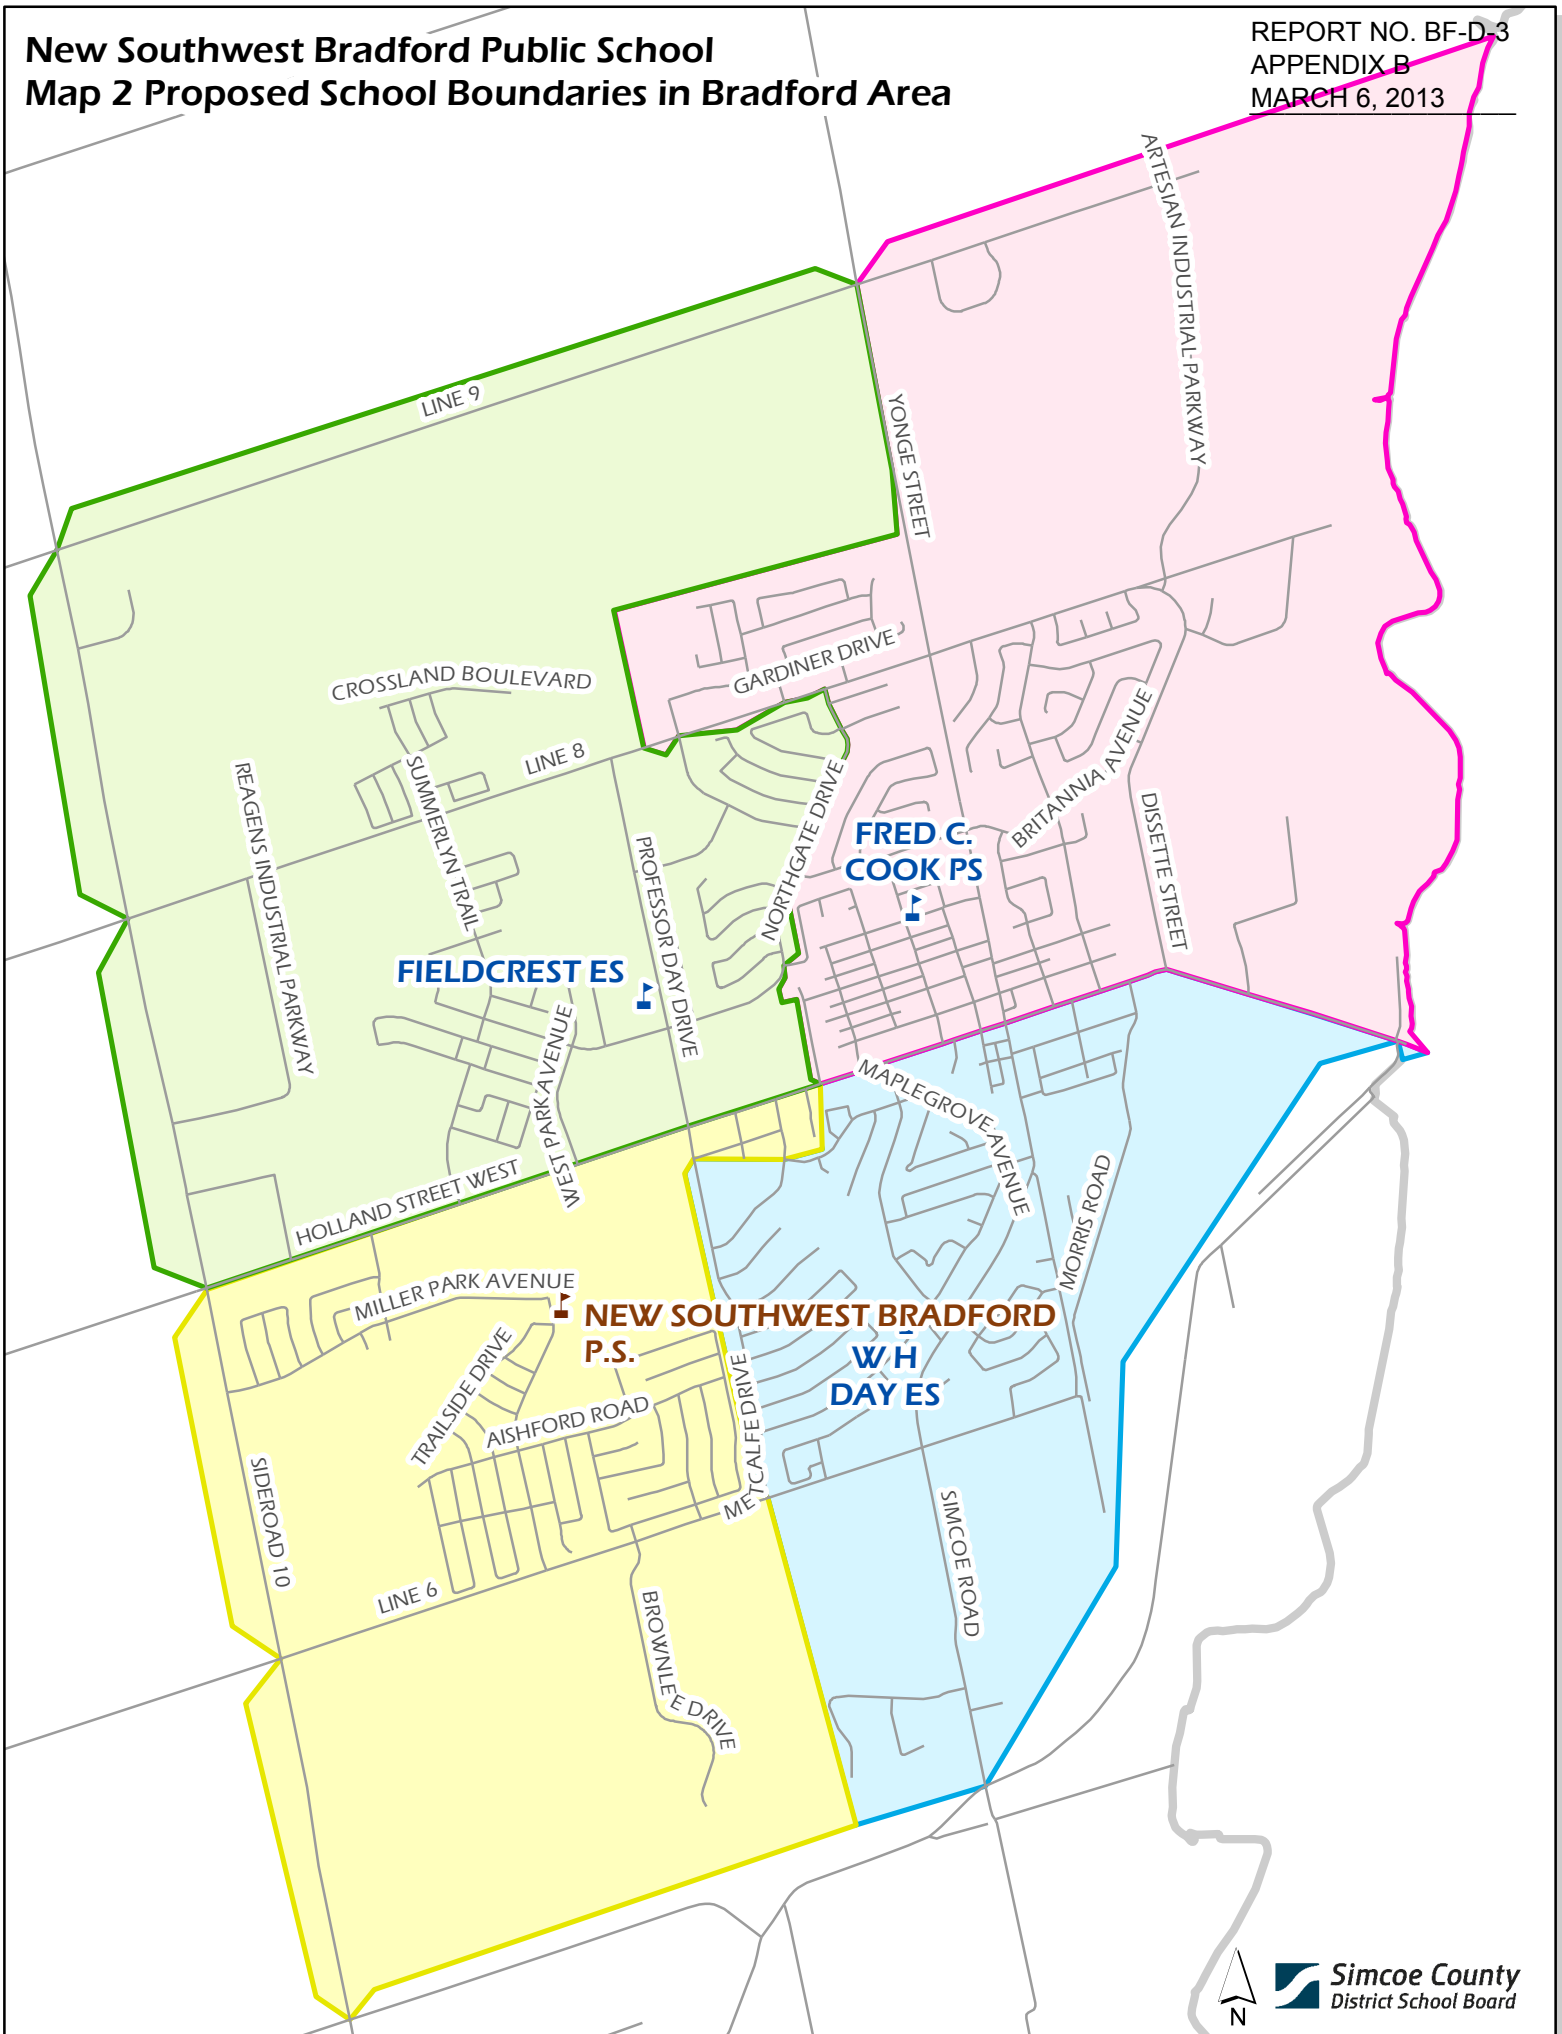 New Southwest Bradford Public School
Map 2 Proposed School Boundaries in Bradford Area
REPORT NO. BF-D-3
APPENDIX B
MARCH 6, 2013
ARTESIAN INDUSTRIAL PARKWAY
LINE 9
YONGE STREET
GARDINER DRIVE
CROSSLAND BOULEVARD
LINE 8
BRITANNIA AVENUE
REAGENS INDUSTRIAL PARKWAY
SUMMERLYN TRAIL
PROFESSOR DAY DRIVE
NORTHGATE DRIVE
DISSETTE STREET
FRED C.
COOK PS
FIELDCREST ES
WEST PARK AVENUE
MAPLEGROVE AVENUE
HOLLAND STREET WEST
MORRIS ROAD
MILLER PARK AVENUE
NEW SOUTHWEST BRADFORD
P.S.
W H
DAY ES
TRAILSIDE DRIVE
AISHFORD ROAD
METCALFE DRIVE
SIDEROAD 10
SIMCOE ROAD
LINE 6
BROWNLEE DRIVE
N
Simcoe County
District School Board